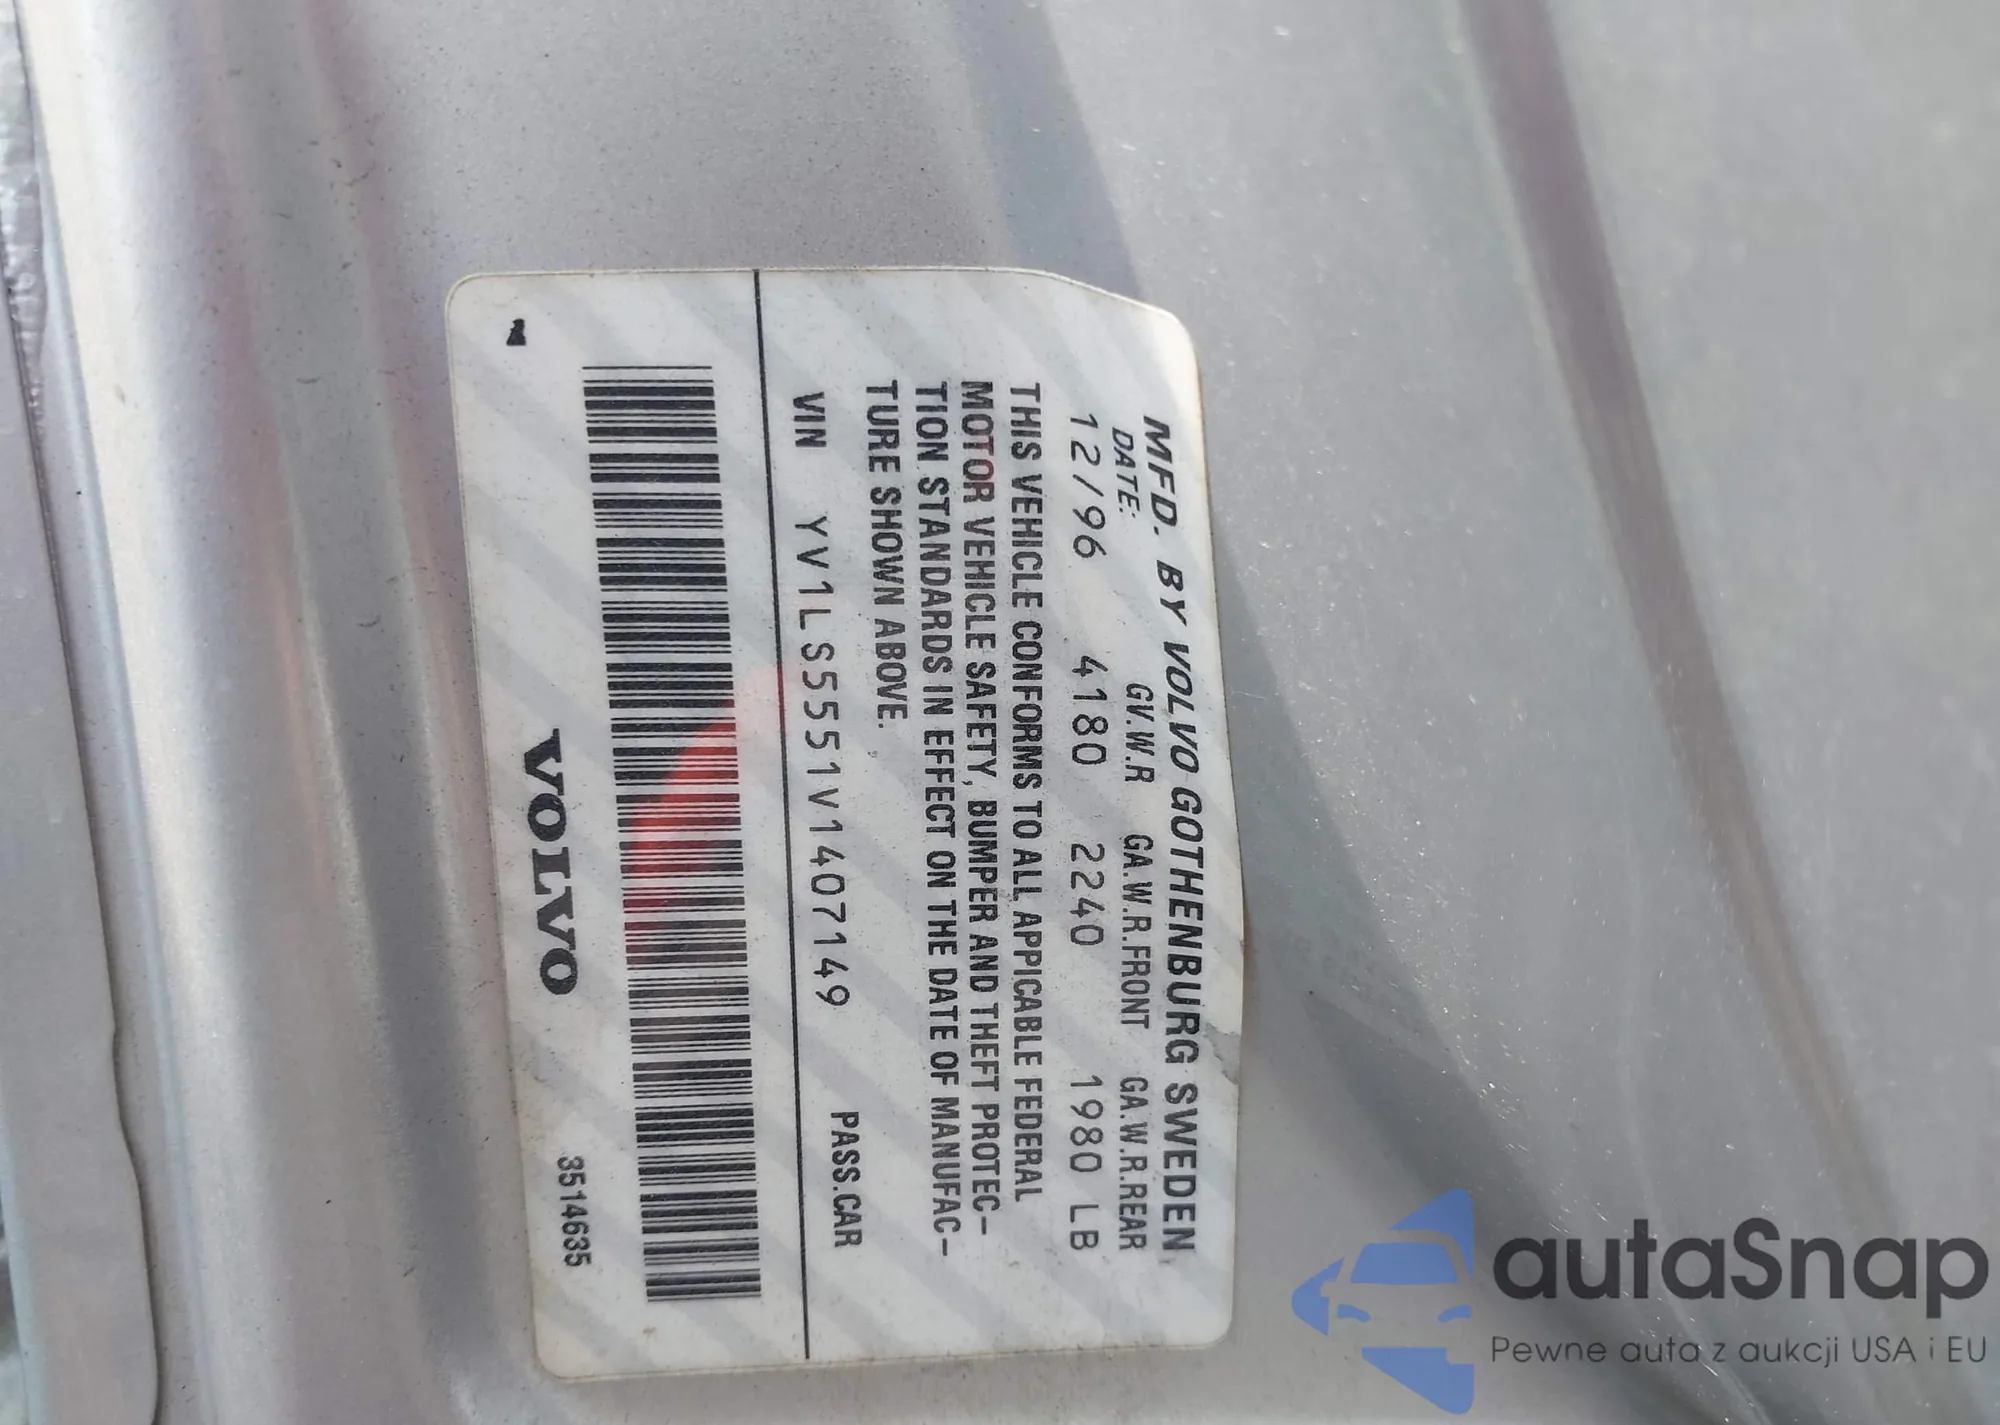 MFD. BY VOLVO GOTHENBURG SWEDEN
DATE: GV.W.R GA.W.R.FRONT GA.W.R.REAR
12/96 4180 2240 1980 LB
THIS VEHICLE CONFORMS TO ALL APPICABLE FEDERAL
MOTOR VEHICLE SAFETY, BUMPER AND THEFT PROTEC-
TION STANDARDS IN EFFECT ON THE DATE OF MANUFAC-
TURE SHOWN ABOVE.
VIN YV1LS5551V1407149 PASS.CAR
VOLVO
3514635
autaSnap
Pewne auta z aukcji USA i EU